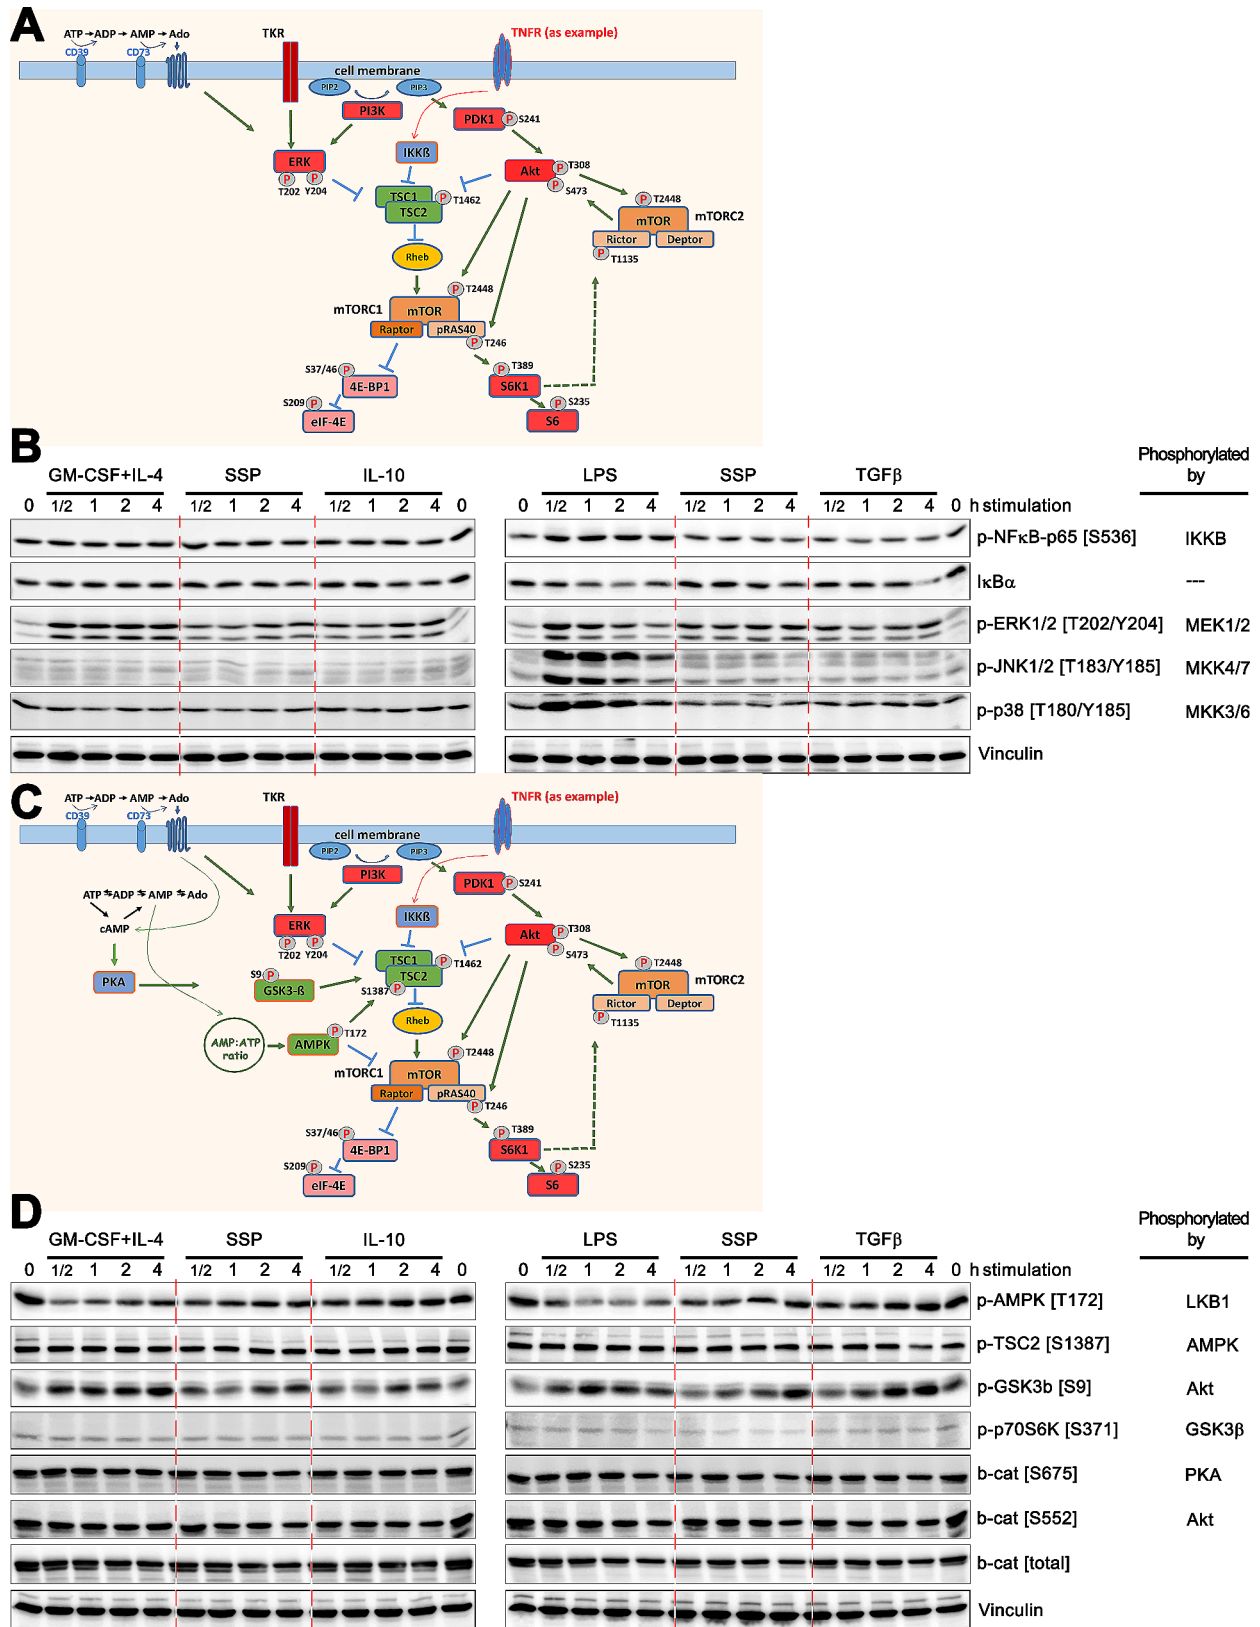 A
ATP → ADP → AMP → Ado
CD39
CD73
TKR
TNFR (as example)
cell membrane
PIP2
PIP3
PI3K
PDK1
P
S241
ERK
P
P
T202
Y204
IKKß
Akt
P
T308
P
S473
TSC1
TSC2
P
T1462
P
T2448
mTOR
mTORC2
Rictor
Deptor
P
T1135
Rheb
P
T2448
mTORC1
mTOR
Raptor
pRAS40
P
T246
S37/46
P
4E-BP1
P
T389
S6K1
S209
P
eIF-4E
P
S235
S6
B
GM-CSF+IL-4 SSP IL-10 LPS SSP TGFβ
Phosphorylated
by
0 1/2 1 2 4 1/2 1 2 4 1/2 1 2 4 0 0 1/2 1 2 4 1/2 1 2 4 1/2 1 2 4 0 h stimulation
p-NFκB-p65 [S536] IKKB
IκBα ---
p-ERK1/2 [T202/Y204] MEK1/2
p-JNK1/2 [T183/Y185] MKK4/7
p-p38 [T180/Y185] MKK3/6
Vinculin
C
ATP → ADP → AMP → Ado
CD39
CD73
TKR
TNFR (as example)
cell membrane
PIP2
PIP3
PI3K
PDK1
P
S241
ATP ⇆ ADP ⇆ AMP ⇆ Ado
cAMP
PKA
ERK
P
P
T202
Y204
IKKß
Akt
P
T308
P
S473
TSC1
TSC2
P
T1462
S9
P
GSK3-ß
S1387
P
P
T2448
mTOR
mTORC2
Rictor
Deptor
P
T1135
Rheb
AMP:ATP
ratio
P
T172
AMPK
P
T2448
mTORC1
mTOR
Raptor
pRAS40
P
T246
S37/46
P
4E-BP1
P
T389
S6K1
S209
P
eIF-4E
P
S235
S6
D
GM-CSF+IL-4 SSP IL-10 LPS SSP TGFβ
Phosphorylated
by
0 1/2 1 2 4 1/2 1 2 4 1/2 1 2 4 0 0 1/2 1 2 4 1/2 1 2 4 1/2 1 2 4 0 h stimulation
p-AMPK [T172] LKB1
p-TSC2 [S1387] AMPK
p-GSK3b [S9] Akt
p-p70S6K [S371] GSK3β
b-cat [S675] PKA
b-cat [S552] Akt
b-cat [total]
Vinculin